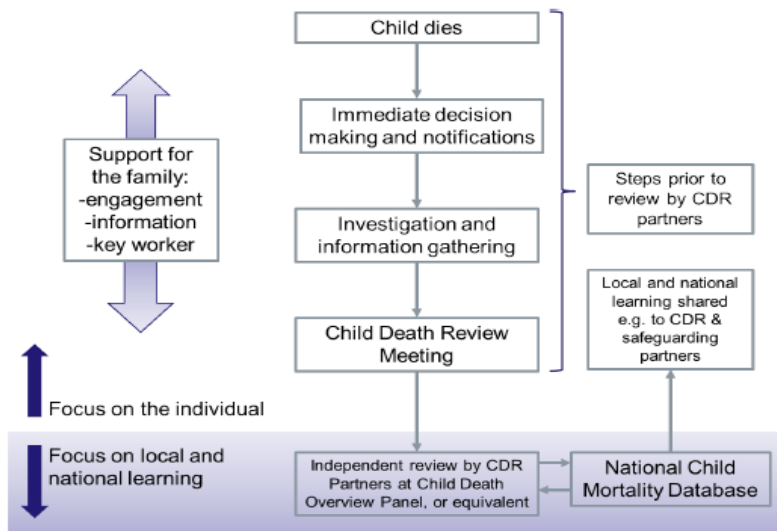 Child dies
Immediate decision
making and notifications
Support for
the family:
-engagement
-information
-key worker
Steps prior to
review by CDR
partners
Investigation and
information gathering
Local and national
learning shared
e.g. to CDR &
safeguarding
partners
Child Death Review
Meeting
Focus on the individual
Focus on local and
national learning
Independent review by CDR
Partners at Child Death
Overview Panel, or equivalent
National Child
Mortality Database